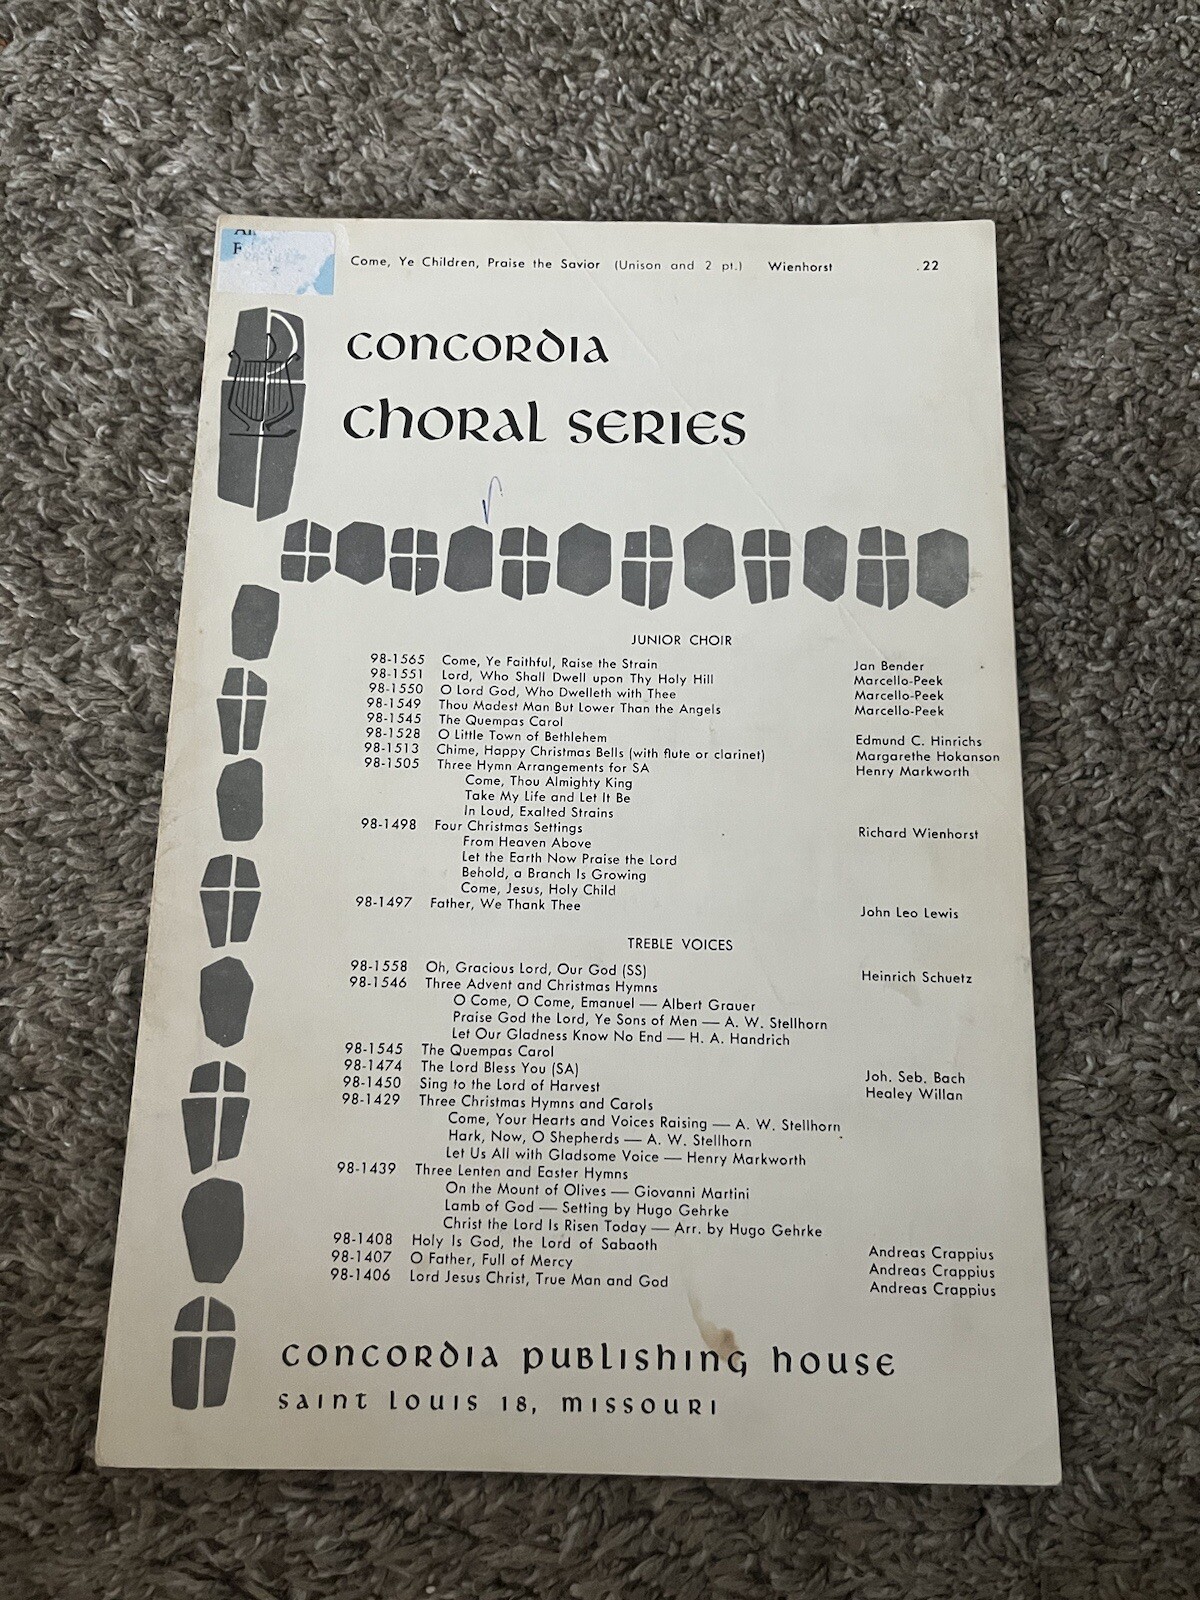 Come, Ye Children, Praise the Savior (Unison and 2 pt.) Wienhorst .22
concordia
choral series
JUNIOR CHOIR
98-1565 Come, Ye Faithful, Raise the Strain Jan Bender
98-1551 Lord, Who Shall Dwell upon Thy Holy Hill Marcello-Peek
98-1550 O Lord God, Who Dwelleth with Thee Marcello-Peek
98-1549 Thou Madest Man But Lower Than the Angels Marcello-Peek
98-1545 The Quempas Carol
98-1528 O Little Town of Bethlehem Edmund C. Hinrichs
98-1513 Chime, Happy Christmas Bells (with flute or clarinet) Margarethe Hokanson
98-1505 Three Hymn Arrangements for SA Henry Markworth
Come, Thou Almighty King
Take My Life and Let It Be
In Loud, Exalted Strains
98-1498 Four Christmas Settings Richard Wienhorst
From Heaven Above
Let the Earth Now Praise the Lord
Behold, a Branch Is Growing
Come, Jesus, Holy Child
98-1497 Father, We Thank Thee John Leo Lewis
TREBLE VOICES
98-1558 Oh, Gracious Lord, Our God (SS) Heinrich Schuetz
98-1546 Three Advent and Christmas Hymns
O Come, O Come, Emanuel — Albert Grauer
Praise God the Lord, Ye Sons of Men — A. W. Stellhorn
Let Our Gladness Know No End — H. A. Handrich
98-1545 The Quempas Carol
98-1474 The Lord Bless You (SA) Joh. Seb. Bach
98-1450 Sing to the Lord of Harvest Healey Willan
98-1429 Three Christmas Hymns and Carols
Come, Your Hearts and Voices Raising — A. W. Stellhorn
Hark, Now, O Shepherds — A. W. Stellhorn
Let Us All with Gladsome Voice — Henry Markworth
98-1439 Three Lenten and Easter Hymns
On the Mount of Olives — Giovanni Martini
Lamb of God — Setting by Hugo Gehrke
Christ the Lord Is Risen Today — Arr. by Hugo Gehrke
98-1408 Holy Is God, the Lord of Sabaoth Andreas Crappius
98-1407 O Father, Full of Mercy Andreas Crappius
98-1406 Lord Jesus Christ, True Man and God Andreas Crappius
concordia publishing house
saint louis 18, missouri